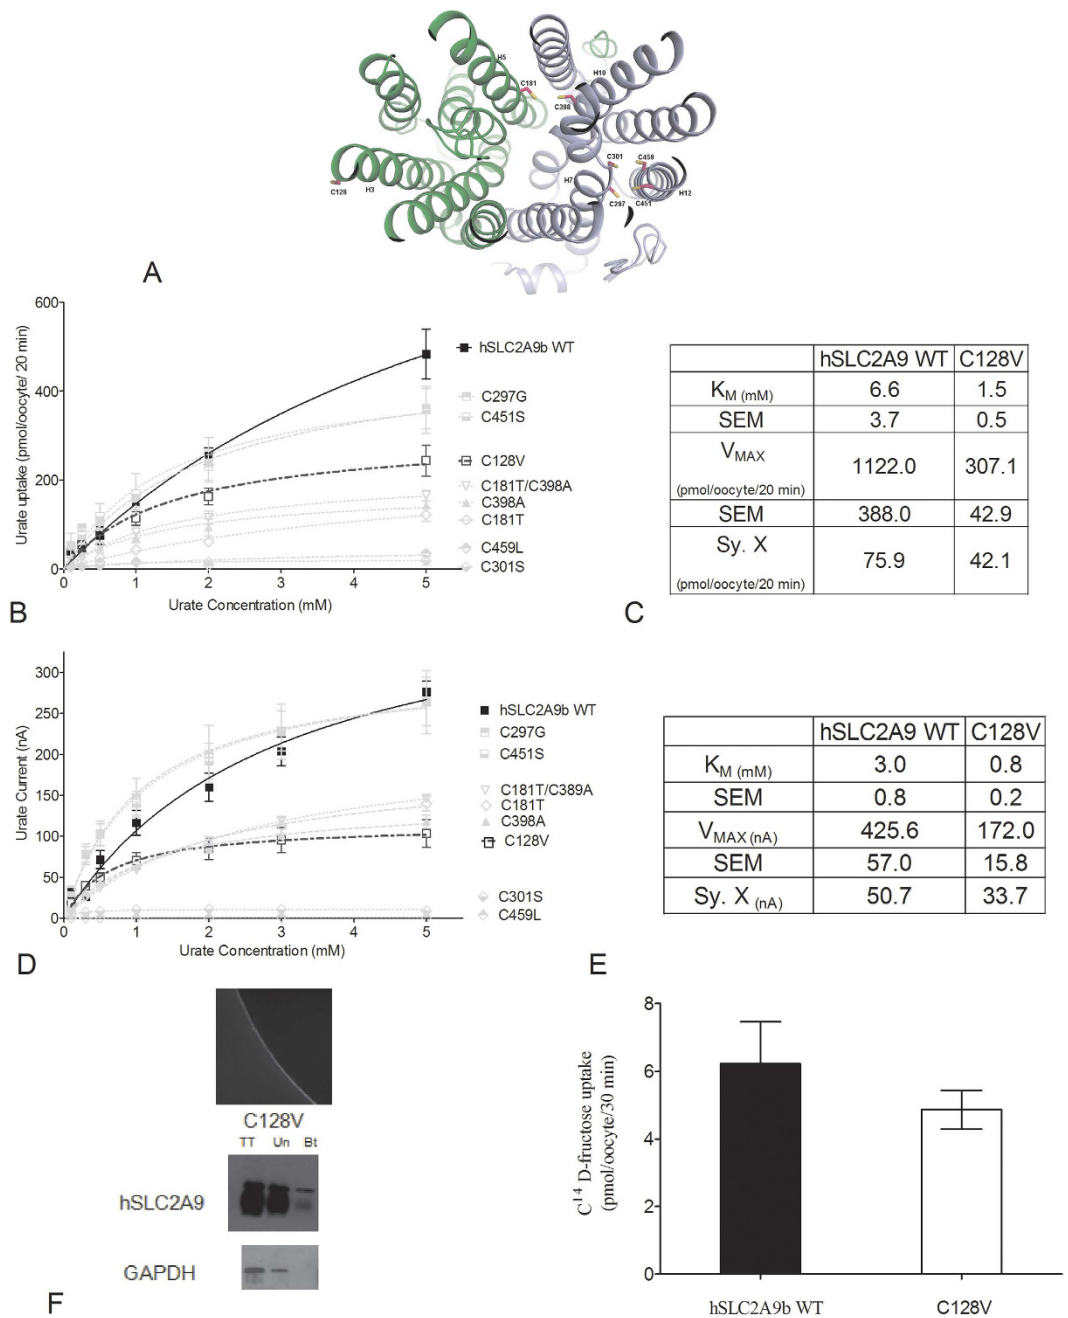 H5
C181
H10
C398
C301
C459
H7
C128
H3
C297
C451
H12
A
600
400
200
0
Urate uptake (pmol/oocyte/ 20 min)
0 1 2 3 4 5
Urate Concentration (mM)
hSLC2A9b WT
C297G
C451S
C128V
C181T/C398A
C398A
C181T
C459L
C301S
hSLC2A9 WT C128V
KM (mM) 6.6 1.5
SEM 3.7 0.5
VMAX
(pmol/oocyte/20 min) 1122.0 307.1
SEM 388.0 42.9
Sy. X
(pmol/oocyte/20 min) 75.9 42.1
B
C
300
250
200
150
100
50
0
Urate Current (nA)
0 1 2 3 4 5
Urate Concentration (mM)
hSLC2A9b WT
C297G
C451S
C181T/C389A
C181T
C398A
C128V
C301S
C459L
hSLC2A9 WT C128V
KM (mM) 3.0 0.8
SEM 0.8 0.2
VMAX (nA) 425.6 172.0
SEM 57.0 15.8
Sy. X (nA) 50.7 33.7
D
E
C128V
TT Un Bt
hSLC2A9
GAPDH
F
8
6
4
2
0
C14 D-fructose uptake
(pmol/oocyte/30 min)
hSLC2A9b WT C128V